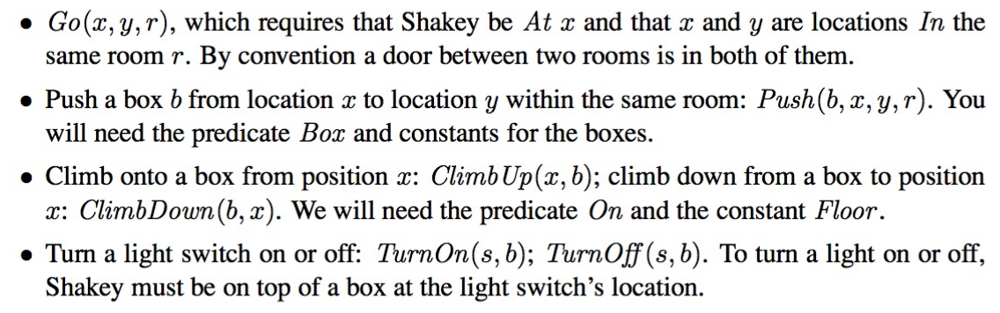 • Go(x, y, r), which requires that Shakey be At x and that x and y are locations In the
same room r. By convention a door between two rooms is in both of them.
• Push a box b from location x to location y within the same room: Push(b, x, y, r). You
will need the predicate Box and constants for the boxes.
• Climb onto a box from position x: ClimbUp(x, b); climb down from a box to position
x: ClimbDown(b, x). We will need the predicate On and the constant Floor.
• Turn a light switch on or off: TurnOn(s, b); TurnOff(s, b). To turn a light on or off,
Shakey must be on top of a box at the light switch's location.